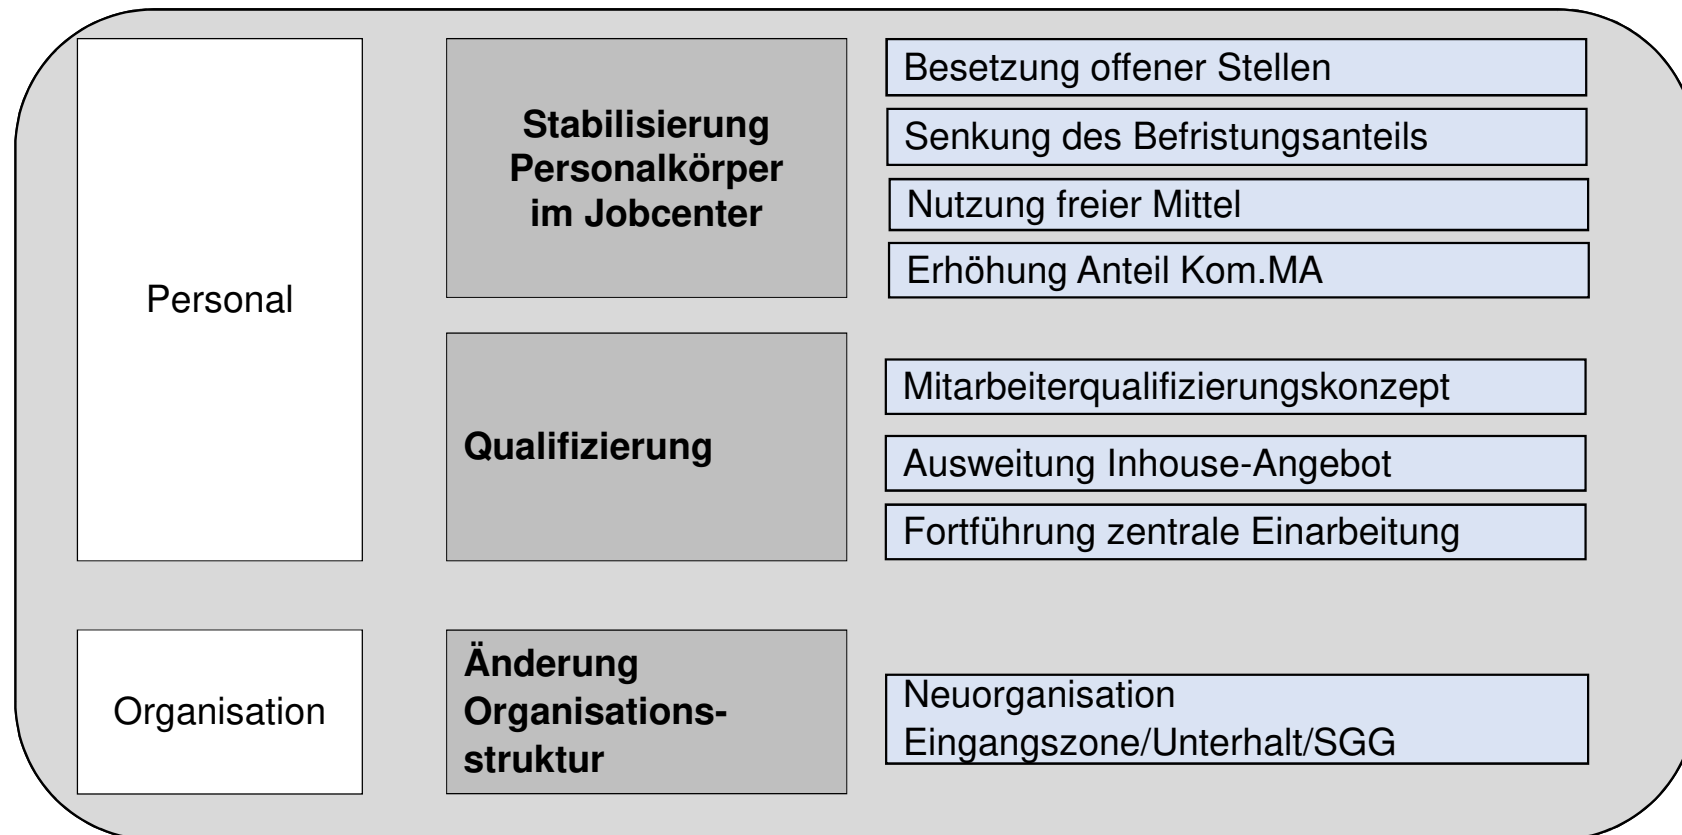 Personal
Stabilisierung
Personalkörper
im Jobcenter
Besetzung offener Stellen
Senkung des Befristungsanteils
Nutzung freier Mittel
Erhöhung Anteil Kom.MA
Qualifizierung
Mitarbeiterqualifizierungskonzept
Ausweitung Inhouse-Angebot
Fortführung zentrale Einarbeitung
Organisation
Änderung
Organisations-
struktur
Neuorganisation
Eingangszone/Unterhalt/SGG